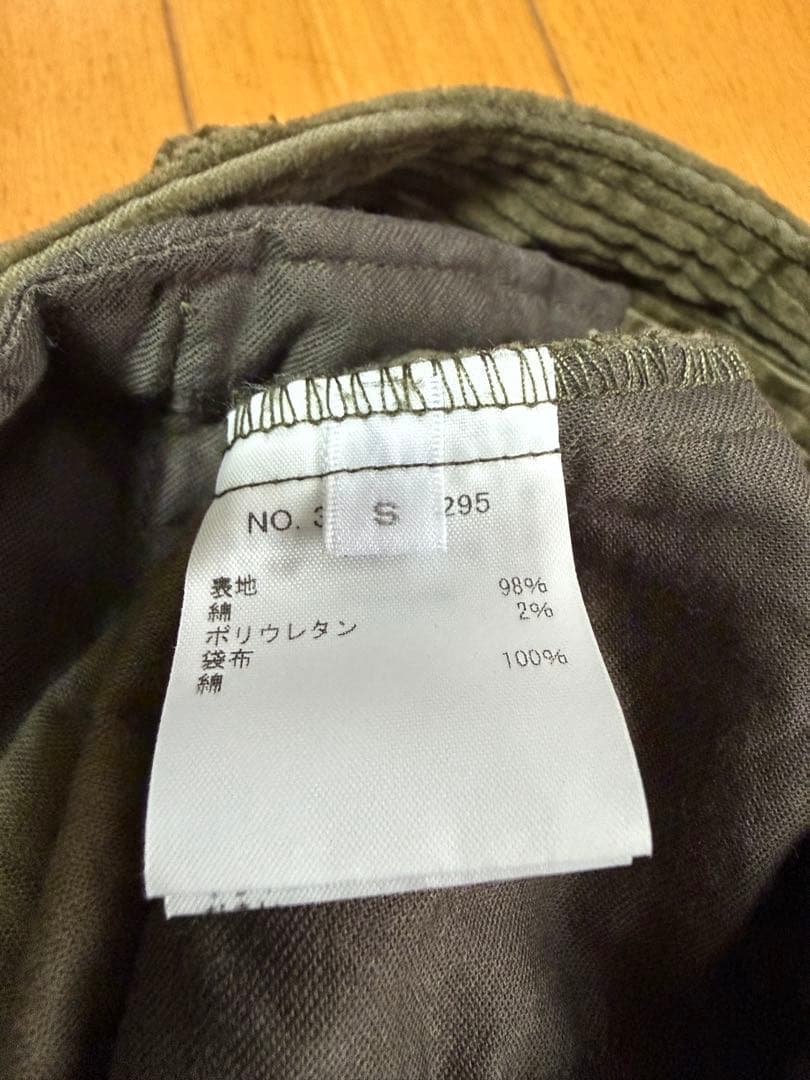 NO. 3 S 295
表地
綿 98%
ポリウレタン 2%
袋布
綿 100%